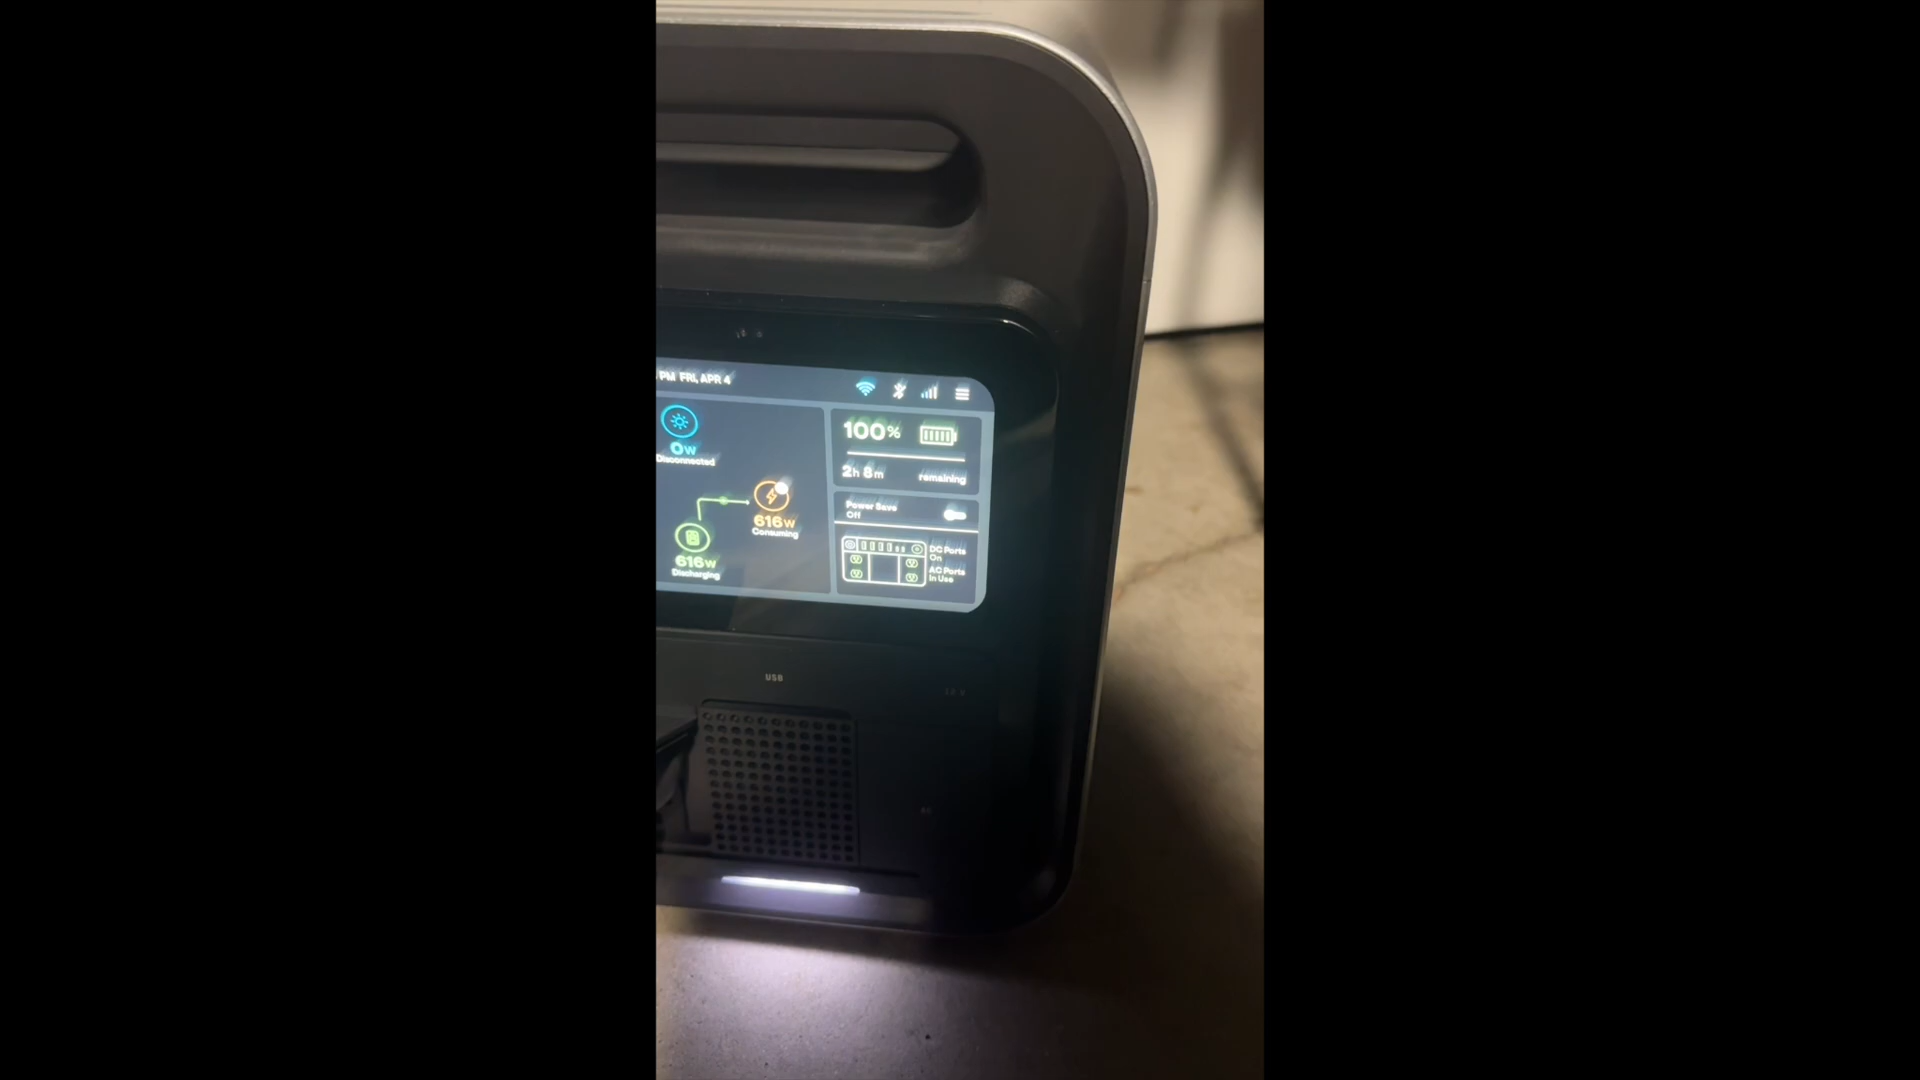 PM FRI, APR 4
0w
Disconnected
616w
Consuming
616w
Discharging
100%
2h 8m remaining
Power Save
Off
DC Ports
On
AC Ports
In Use
USB